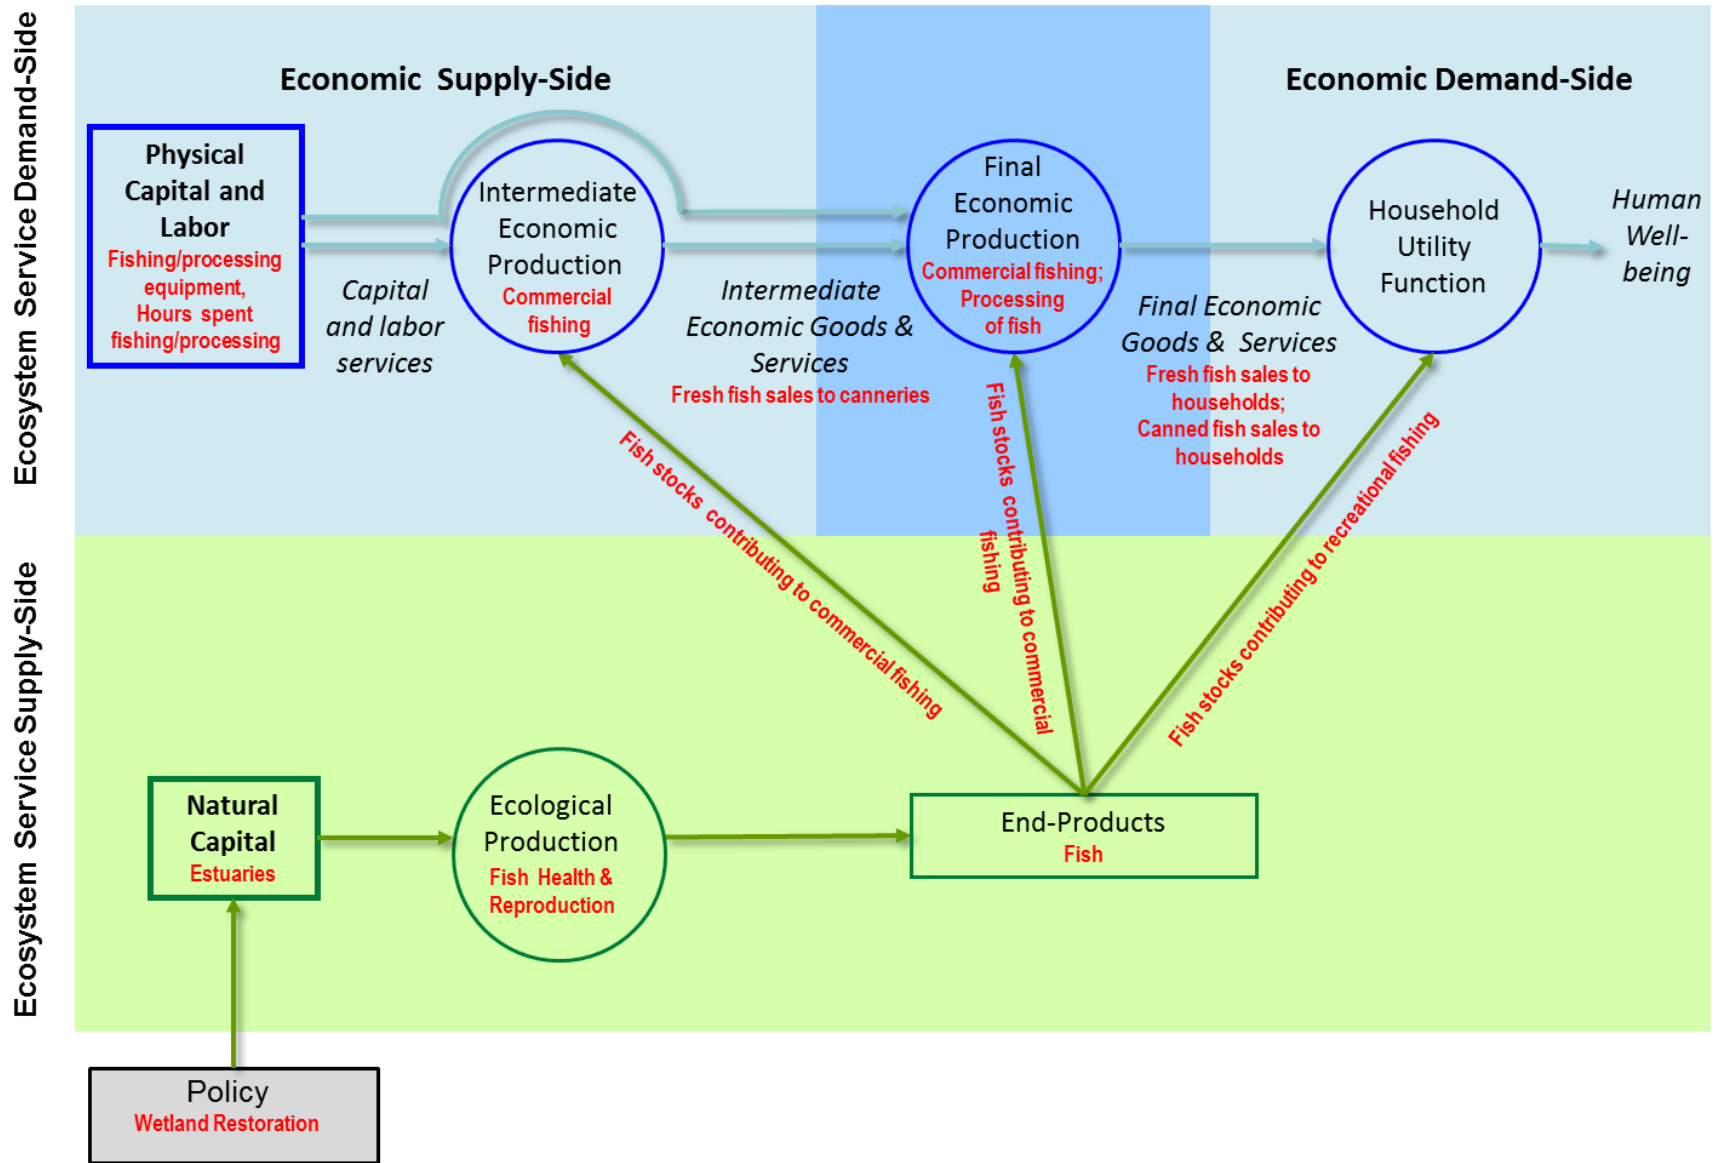 Ecosystem Service Demand-Side
Economic Supply-Side
Economic Demand-Side
Physical
Capital and
Labor
Fishing/processing
equipment,
Hours spent
fishing/processing
Capital
and labor
services
Intermediate
Economic
Production
Commercial
fishing
Intermediate
Economic Goods &
Services
Fresh fish sales to canneries
Final
Economic
Production
Commercial fishing;
Processing
of fish
Final Economic
Goods & Services
Fresh fish sales to
households;
Canned fish sales to
households
Household
Utility
Function
Human
Well-
being
Fish stocks contributing to commercial fishing
Fish stocks contributing to commercial
fishing
Fish stocks contributing to recreational fishing
Ecosystem Service Supply-Side
Natural
Capital
Estuaries
Ecological
Production
Fish Health &
Reproduction
End-Products
Fish
Policy
Wetland Restoration